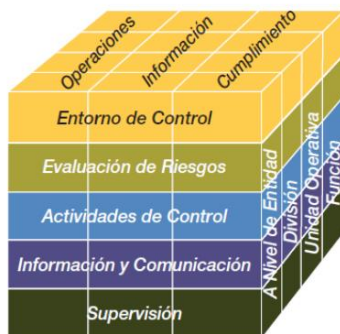 Operaciones
Información
Cumplimiento
Entorno de Control
Evaluación de Riesgos
Actividades de Control
Información y Comunicación
Supervisión
A Nivel de Entidad
División
Unidad Operativa
Función